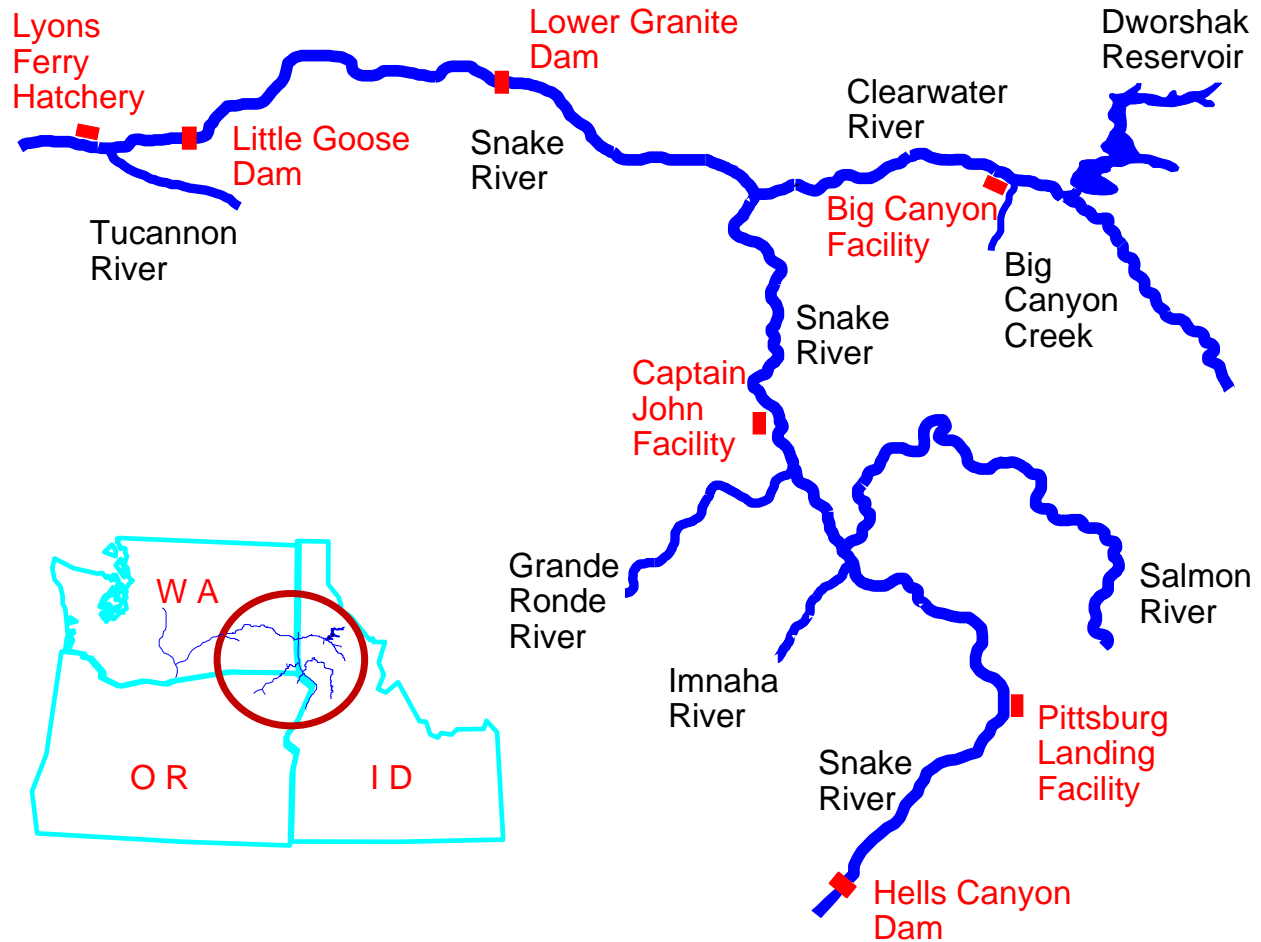 Lyons
Ferry
Hatchery
Lower Granite
Dam
Dworshak
Reservoir
Clearwater
River
Little Goose
Dam
Snake
River
Tucannon
River
Big Canyon
Facility
Big
Canyon
Creek
Snake
River
Captain
John
Facility
Grande
Ronde
River
Salmon
River
Imnaha
River
Pittsburg
Landing
Facility
Snake
River
Hells Canyon
Dam
W A
O R
I D